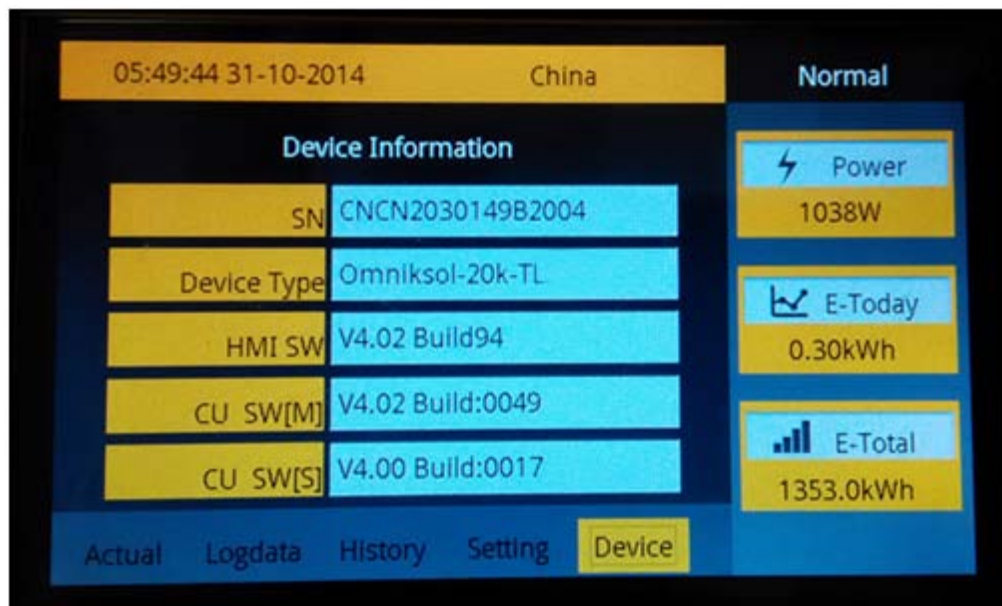 05:49:44 31-10-2014 China Normal
Device Information
SN CNCN2030149B2004
Device Type Omniksol-20k-TL
HMI SW V4.02 Build94
CU SW[M] V4.02 Build:0049
CU SW[S] V4.00 Build:0017
Power
1038W
E-Today
0.30kWh
E-Total
1353.0kWh
Actual Logdata History Setting Device